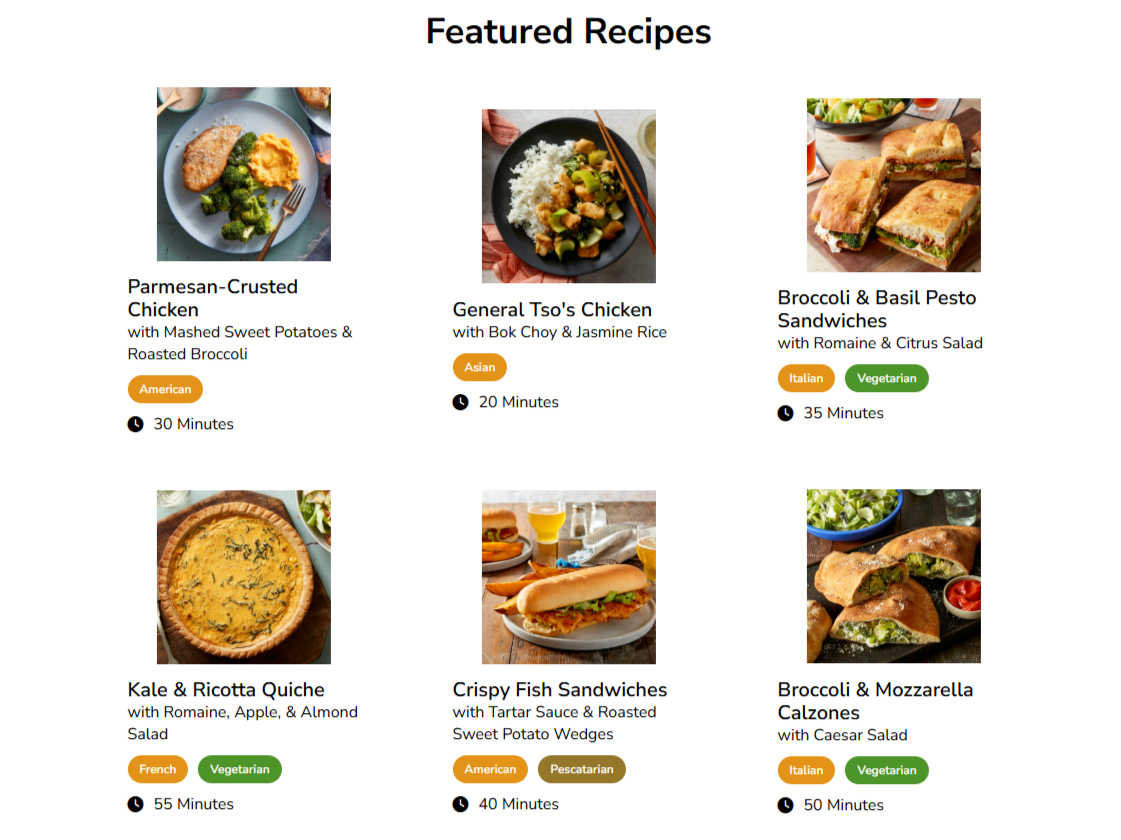 Featured Recipes
Parmesan-Crusted
Chicken
with Mashed Sweet Potatoes &
Roasted Broccoli
American
30 Minutes
General Tso's Chicken
with Bok Choy & Jasmine Rice
Asian
20 Minutes
Broccoli & Basil Pesto
Sandwiches
with Romaine & Citrus Salad
Italian Vegetarian
35 Minutes
Kale & Ricotta Quiche
with Romaine, Apple, & Almond
Salad
French Vegetarian
55 Minutes
Crispy Fish Sandwiches
with Tartar Sauce & Roasted
Sweet Potato Wedges
American Pescatarian
40 Minutes
Broccoli & Mozzarella
Calzones
with Caesar Salad
Italian Vegetarian
50 Minutes